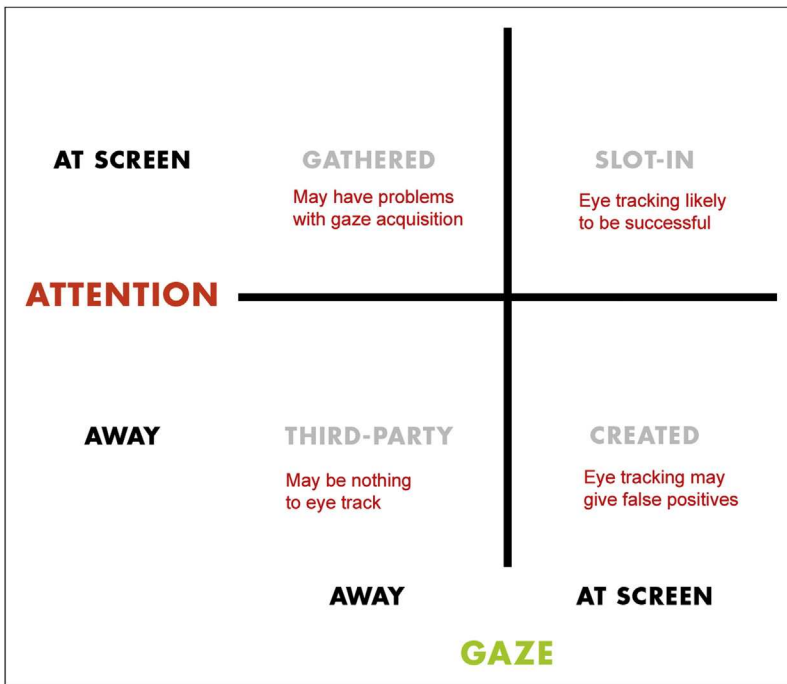 AT SCREEN
GATHERED
May have problems
with gaze acquisition
SLOT-IN
Eye tracking likely
to be successful
ATTENTION
AWAY
THIRD-PARTY
May be nothing
to eye track
CREATED
Eye tracking may
give false positives
AWAY
AT SCREEN
GAZE